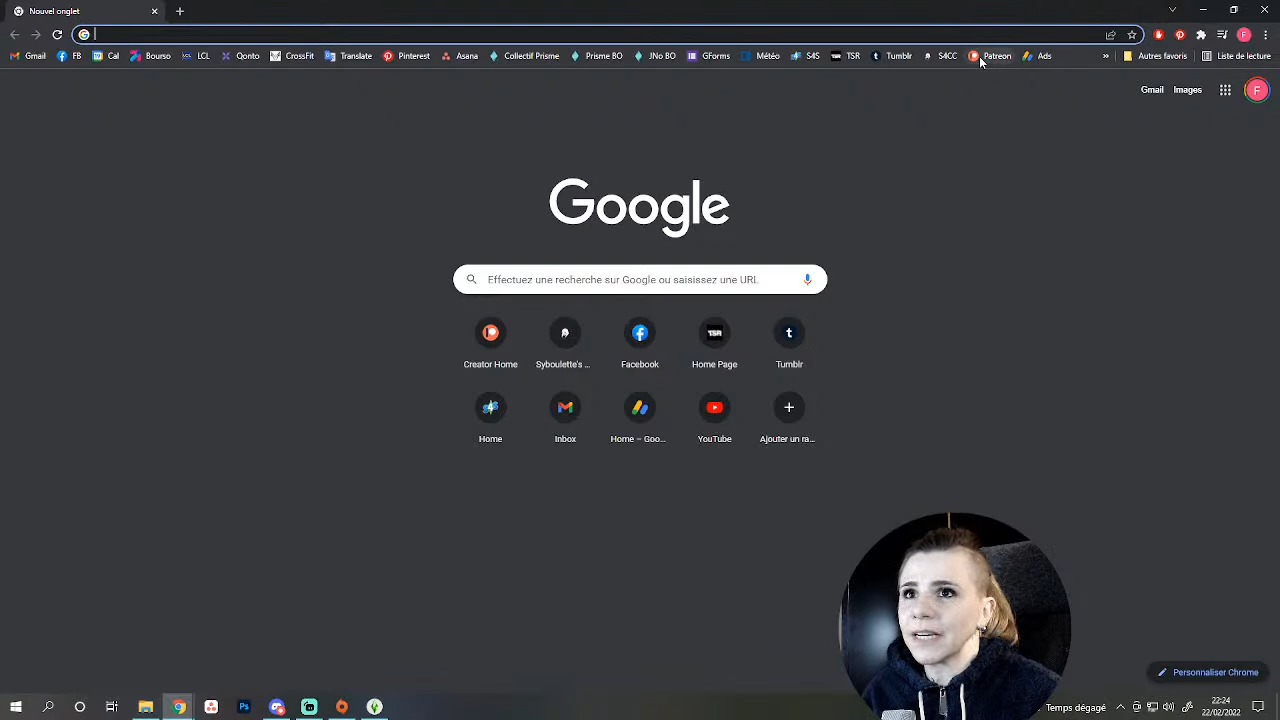 Nouvel onglet
Gmail FB Cal Bourso LCL Qonto CrossFit Translate Pinterest Asana Collectif Prisme Prisme BO JNo BO GForms Météo S4S TSR Tumblr S4CC Patreon Ads » Autres favoris Liste de lecture
Gmail Images F
Google
Effectuez une recherche sur Google ou saisissez une URL
Creator Home Syboulette's ... Facebook Home Page Tumblr
Home Inbox Home – Goo... YouTube Ajouter un ra...
Personnaliser Chrome
Temps dégagé 22:24
23/02/2022